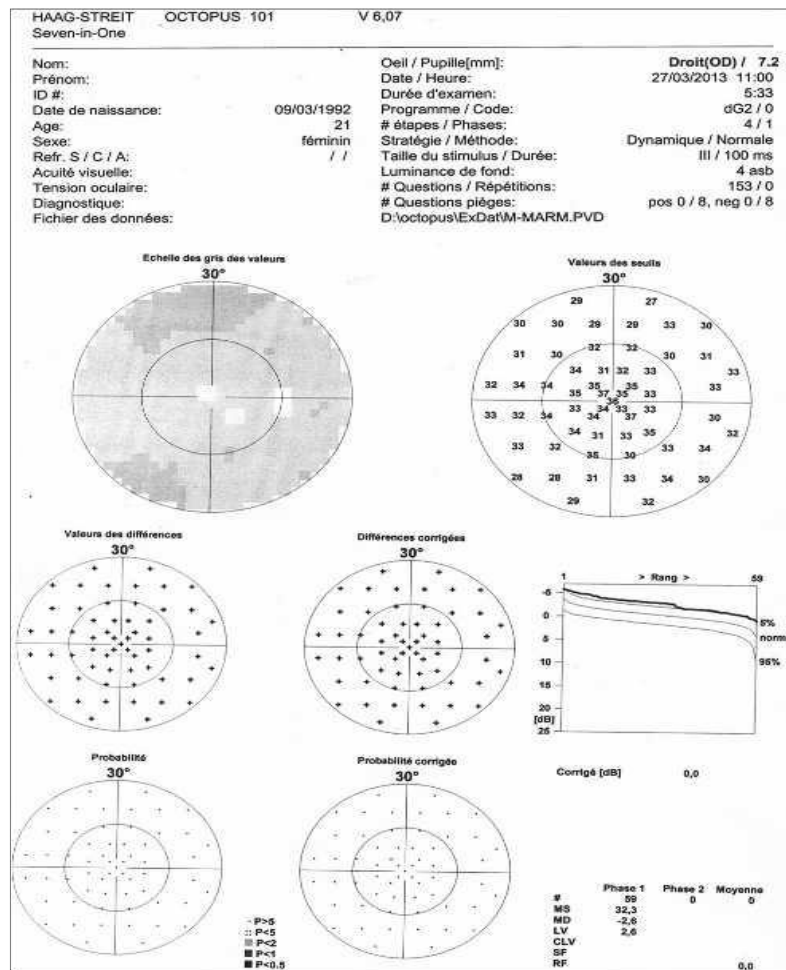 HAAG-STREIT OCTOPUS 101 V 6,07
Seven-in-One
Nom:
Prénom:
ID #:
Date de naissance: 09/03/1992
Age: 21
Sexe: féminin
Refr. S / C / A: / /
Acuité visuelle:
Tension oculaire:
Diagnostique:
Fichier des données: D:\octopus\ExDat\M-MARM.PVD
Oeil / Pupille[mm]: Droit(OD) / 7.2
Date / Heure: 27/03/2013 11:00
Durée d'examen: 5:33
Programme / Code: dG2 / 0
# étapes / Phases: 4 / 1
Stratégie / Méthode: Dynamique / Normale
Taille du stimulus / Durée: III / 100 ms
Luminance de fond: 4 asb
# Questions / Répétitions: 153 / 0
# Questions pièges: pos 0 / 8, neg 0 / 8
Echelle des gris des valeurs
30°
Valeurs des seuils
30°
29 27
30 30 29 29 33 30
32 32
31 30 30 31
34 31 32 33 33
32 34 34 35 35 33
35 37 35 33
36
33 34 33 33
33 32 34 34 37 30
34 31 33 35 32
33 32 33 34
35 30
28 28 31 33 34 30
29 32
Valeurs des différences
30°
Différences corrigées
30°
1 > Rang > 59
-5
0
5
10
15
20
[dB]
25
5%
norm
95%
Probabilité
30°
Probabilité corrigée
30°
Corrigé [dB] 0,0
P>5
P<5
P<2
P<1
P<0.5
Phase 1 Phase 2 Moyenne
# 59 0 0
MS 32,3
MD -2,6
LV 2,6
CLV
SF
RF 0,0